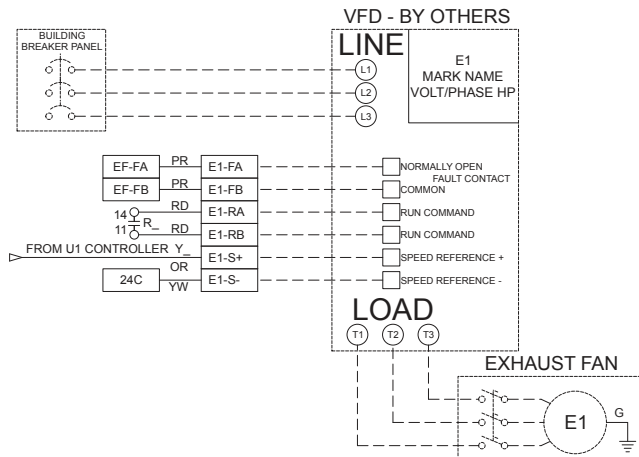 VFD - BY OTHERS
BUILDING
BREAKER PANEL
LINE
E1
MARK NAME
VOLT/PHASE HP
L1
L2
L3
EF-FA PR E1-FA NORMALLY OPEN
FAULT CONTACT
EF-FB PR E1-FB COMMON
14 RD E1-RA RUN COMMAND
R_
11 RD E1-RB RUN COMMAND
FROM U1 CONTROLLER Y_ E1-S+ SPEED REFERENCE +
OR
24C YW E1-S- SPEED REFERENCE -
LOAD
T1 T2 T3
EXHAUST FAN
E1
G